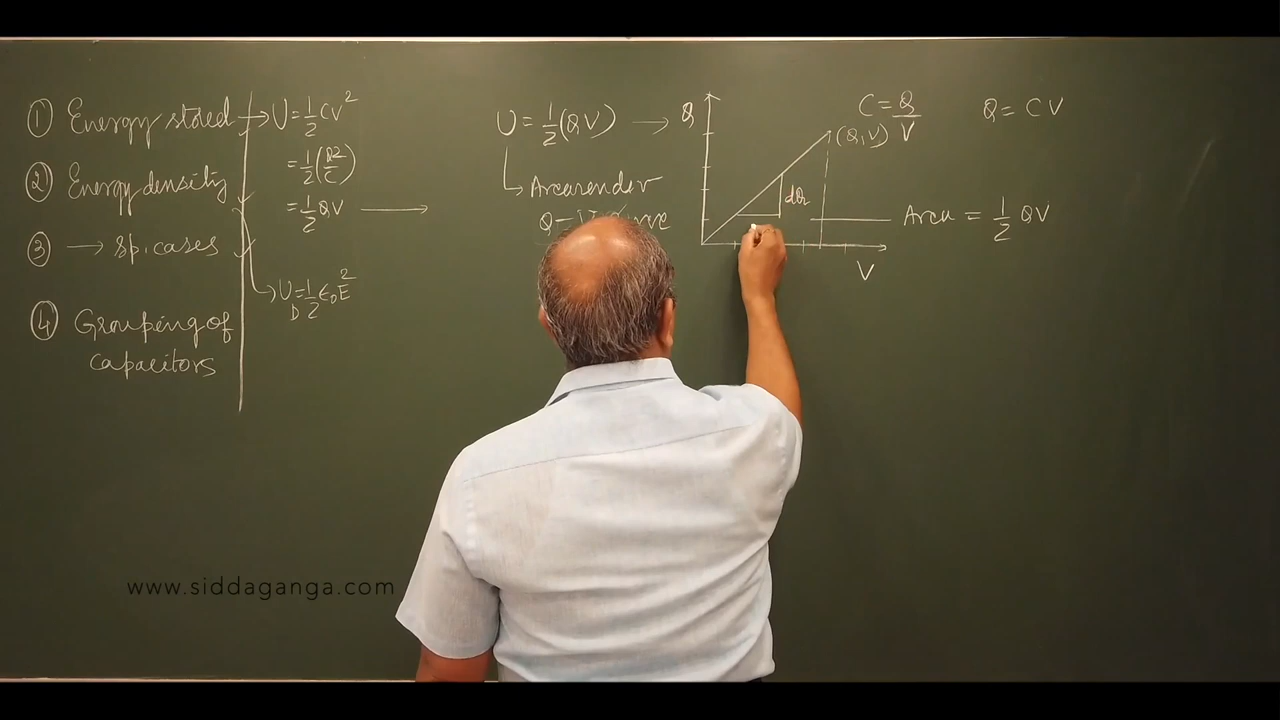 ① Energy stored → U = 1/2 CV²
= 1/2 (Q²/C)
② Energy density
= 1/2 QV →
③ → sp. cases
U_D = 1/2 ε₀E²
④ Grouping of
capacitors
U = 1/2 (QV) →
↳ Area under
Q –
Q
C = Q/V
Q = CV
(Q, V)
dQ
Area = 1/2 QV
V
www.siddaganga.com